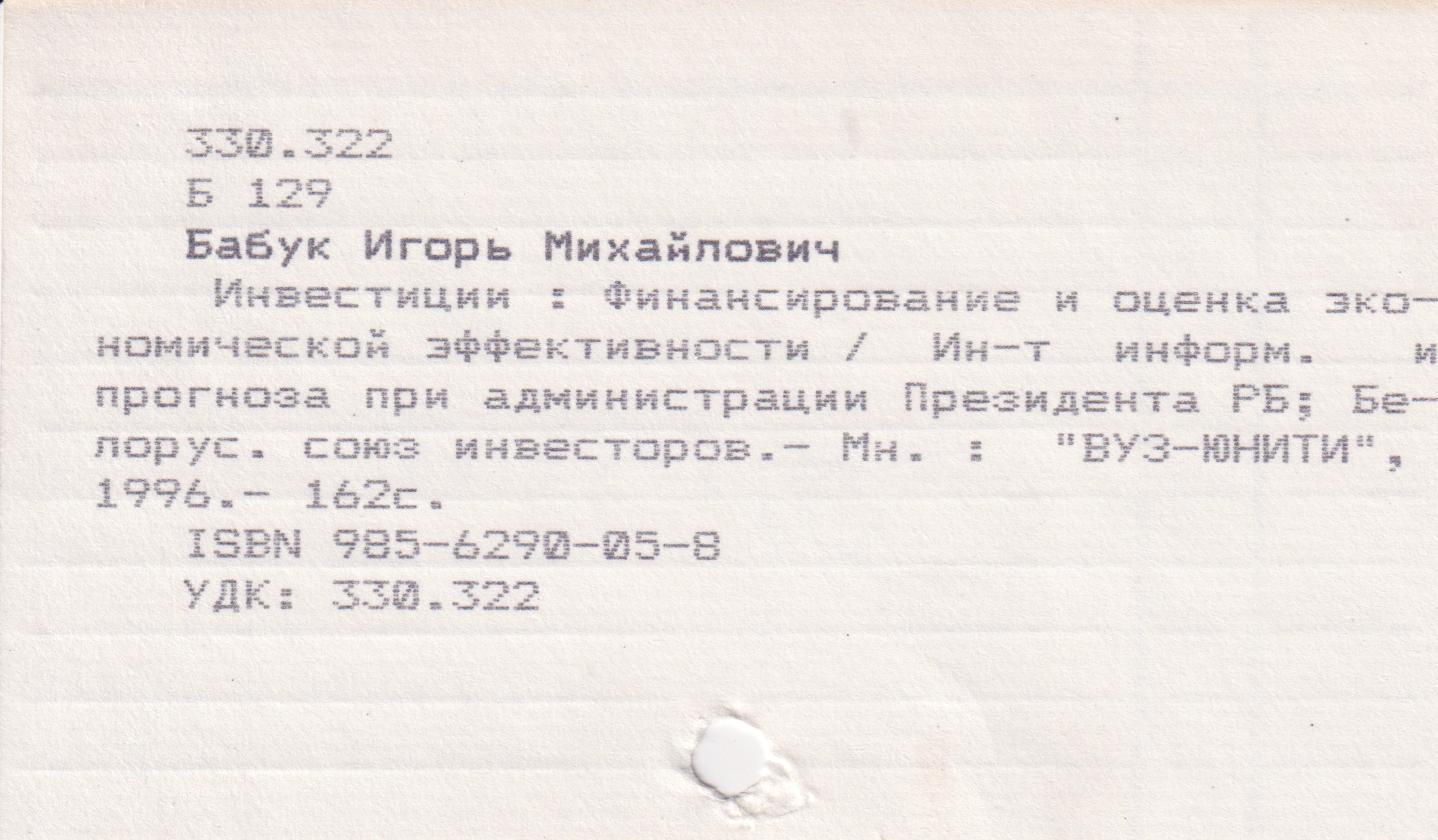 330.322
Б 129
Бабук Игорь Михайлович
Инвестиции : Финансирование и оценка эко-
номической эффективности / Ин-т информ. и
прогноза при администрации Президента РБ; Бе-
лорус. союз инвесторов.- Мн. : "ВУЗ-ЮНИТИ",
1996.- 162с.
ISBN 985-6290-05-8
УДК: 330.322